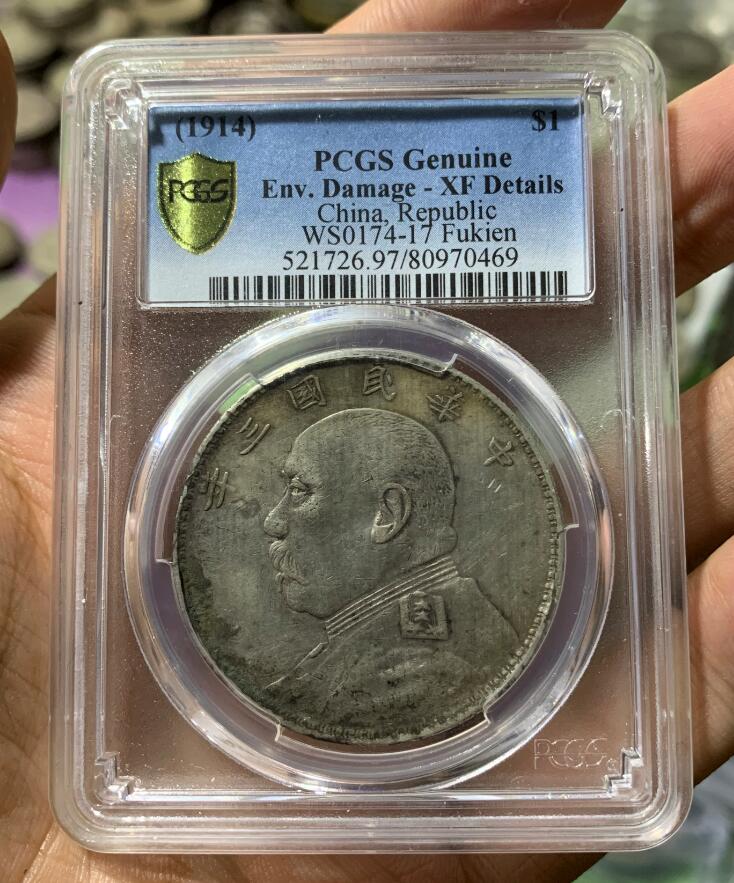 (1914) $1
PCGS Genuine
Env. Damage - XF Details
China, Republic
WS0174-17 Fukien
521726.97/80970469
PCGS
年三國民華中
PCGS